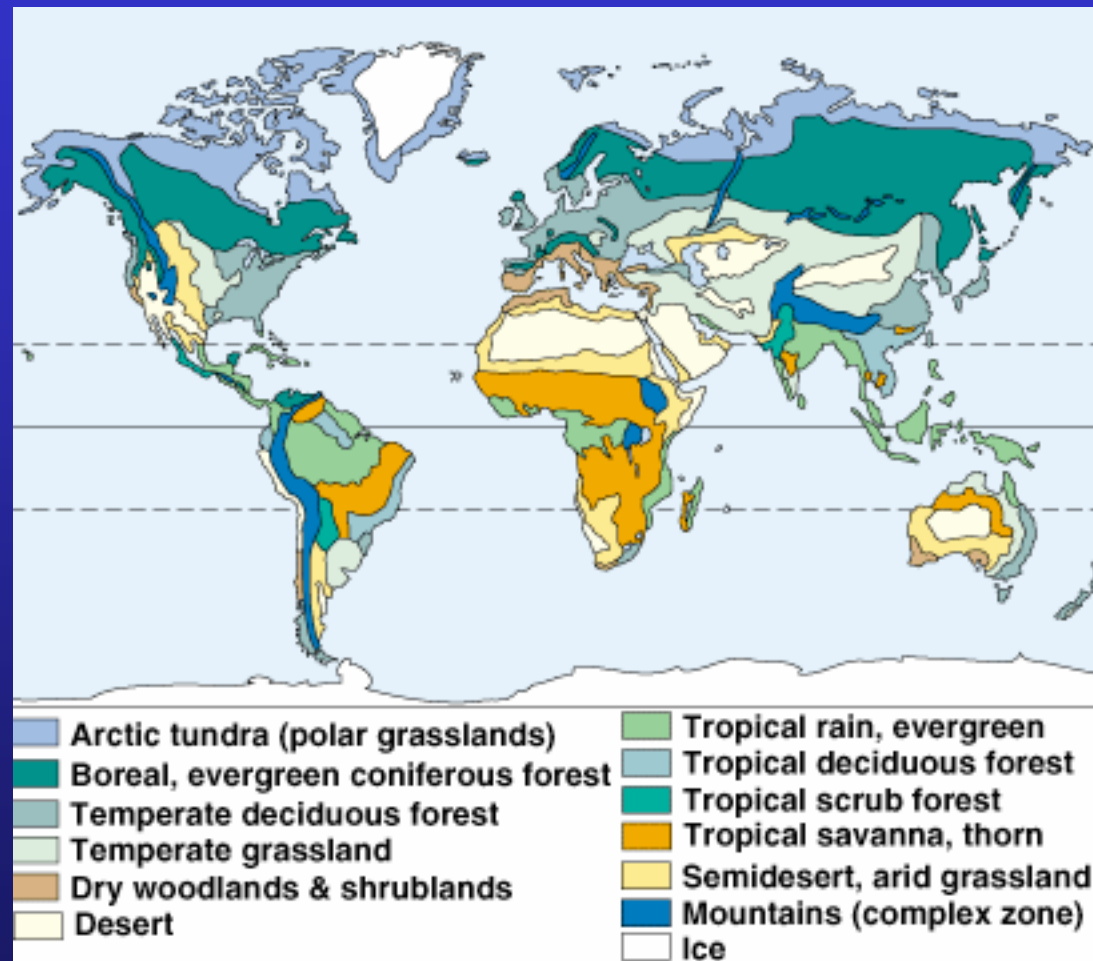 Arctic tundra (polar grasslands)
Boreal, evergreen coniferous forest
Temperate deciduous forest
Temperate grassland
Dry woodlands & shrublands
Desert
Tropical rain, evergreen
Tropical deciduous forest
Tropical scrub forest
Tropical savanna, thorn
Semidesert, arid grassland
Mountains (complex zone)
Ice